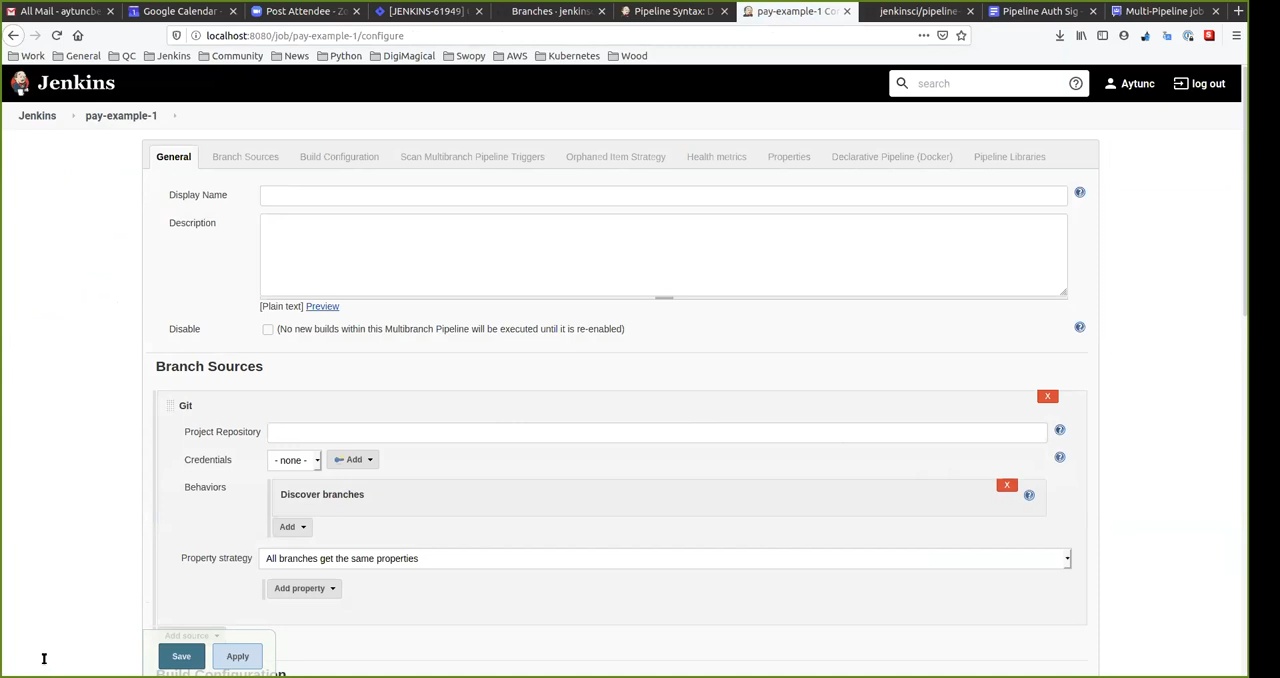 All Mail - aytuncbe
Google Calendar -
Post Attendee - Zo
[JENKINS-61949]
Branches · jenkins
Pipeline Syntax: D
pay-example-1 Co
jenkinsci/pipeline-
Pipeline Auth Sig -
Multi-Pipeline job
localhost:8080/job/pay-example-1/configure
Work General QC Jenkins Community News Python DigiMagical Swopy AWS Kubernetes Wood
Jenkins
search
Aytunc
log out
Jenkins
pay-example-1
General Branch Sources Build Configuration Scan Multibranch Pipeline Triggers Orphaned Item Strategy Health metrics Properties Declarative Pipeline (Docker) Pipeline Libraries
Display Name
Description
[Plain text] Preview
Disable
(No new builds within this Multibranch Pipeline will be executed until it is re-enabled)
Branch Sources
Git
X
Project Repository
Credentials
- none -
Add
Behaviors
Discover branches
X
Add
Property strategy
All branches get the same properties
Add property
Add source
Save
Apply
Build Configuration